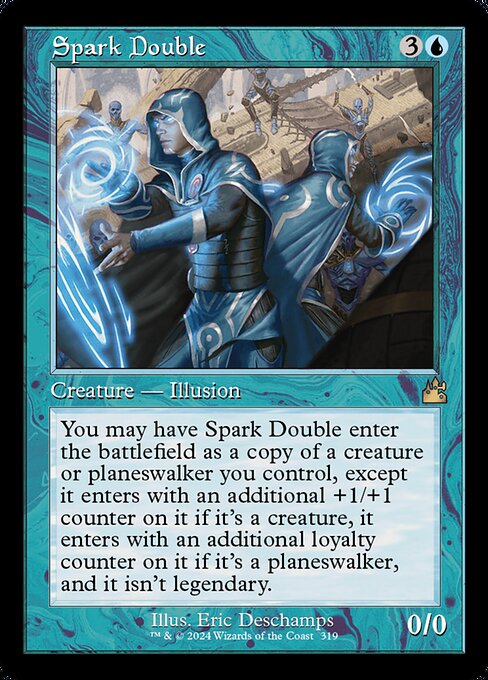 Spark Double 3
Creature — Illusion
You may have Spark Double enter
the battlefield as a copy of a creature
or planeswalker you control, except
it enters with an additional +1/+1
counter on it if it's a creature, it
enters with an additional loyalty
counter on it if it's a planeswalker,
and it isn't legendary.
Illus. Eric Deschamps
™ & © 2024 Wizards of the Coast 319
0/0